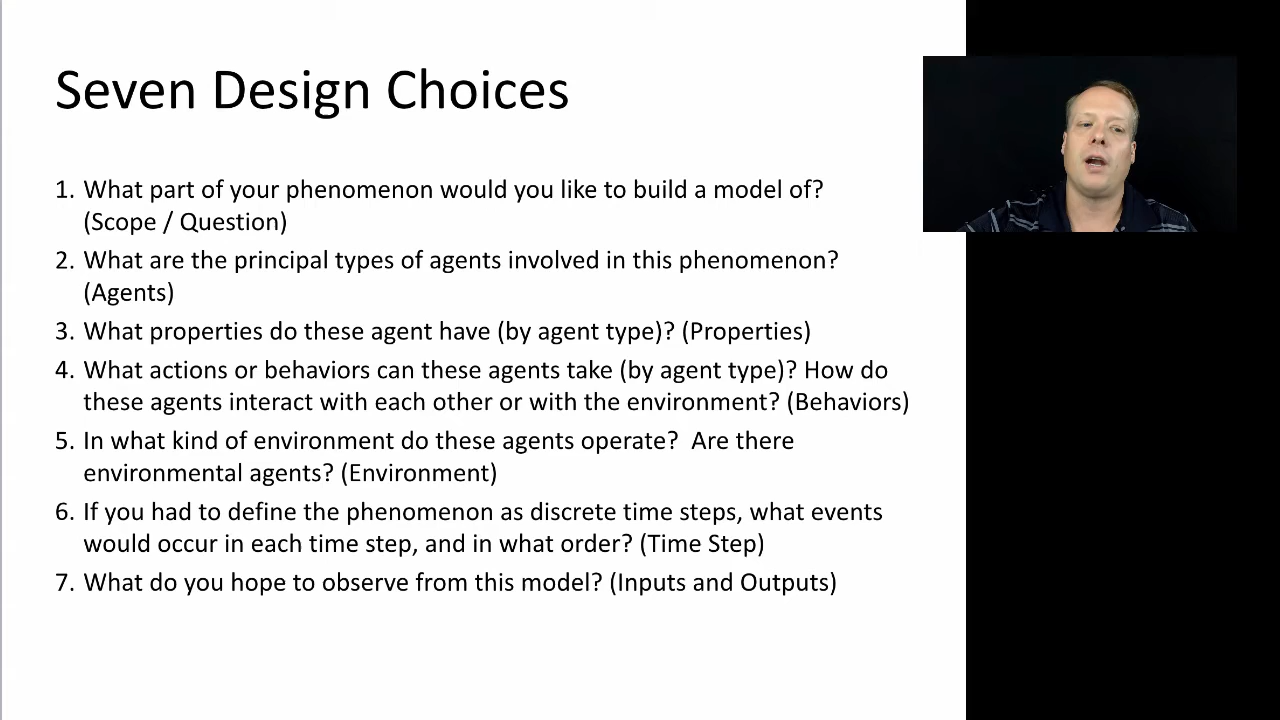 Seven Design Choices
1. What part of your phenomenon would you like to build a model of?
(Scope / Question)
2. What are the principal types of agents involved in this phenomenon?
(Agents)
3. What properties do these agent have (by agent type)? (Properties)
4. What actions or behaviors can these agents take (by agent type)? How do
these agents interact with each other or with the environment? (Behaviors)
5. In what kind of environment do these agents operate?  Are there
environmental agents? (Environment)
6. If you had to define the phenomenon as discrete time steps, what events
would occur in each time step, and in what order? (Time Step)
7. What do you hope to observe from this model? (Inputs and Outputs)